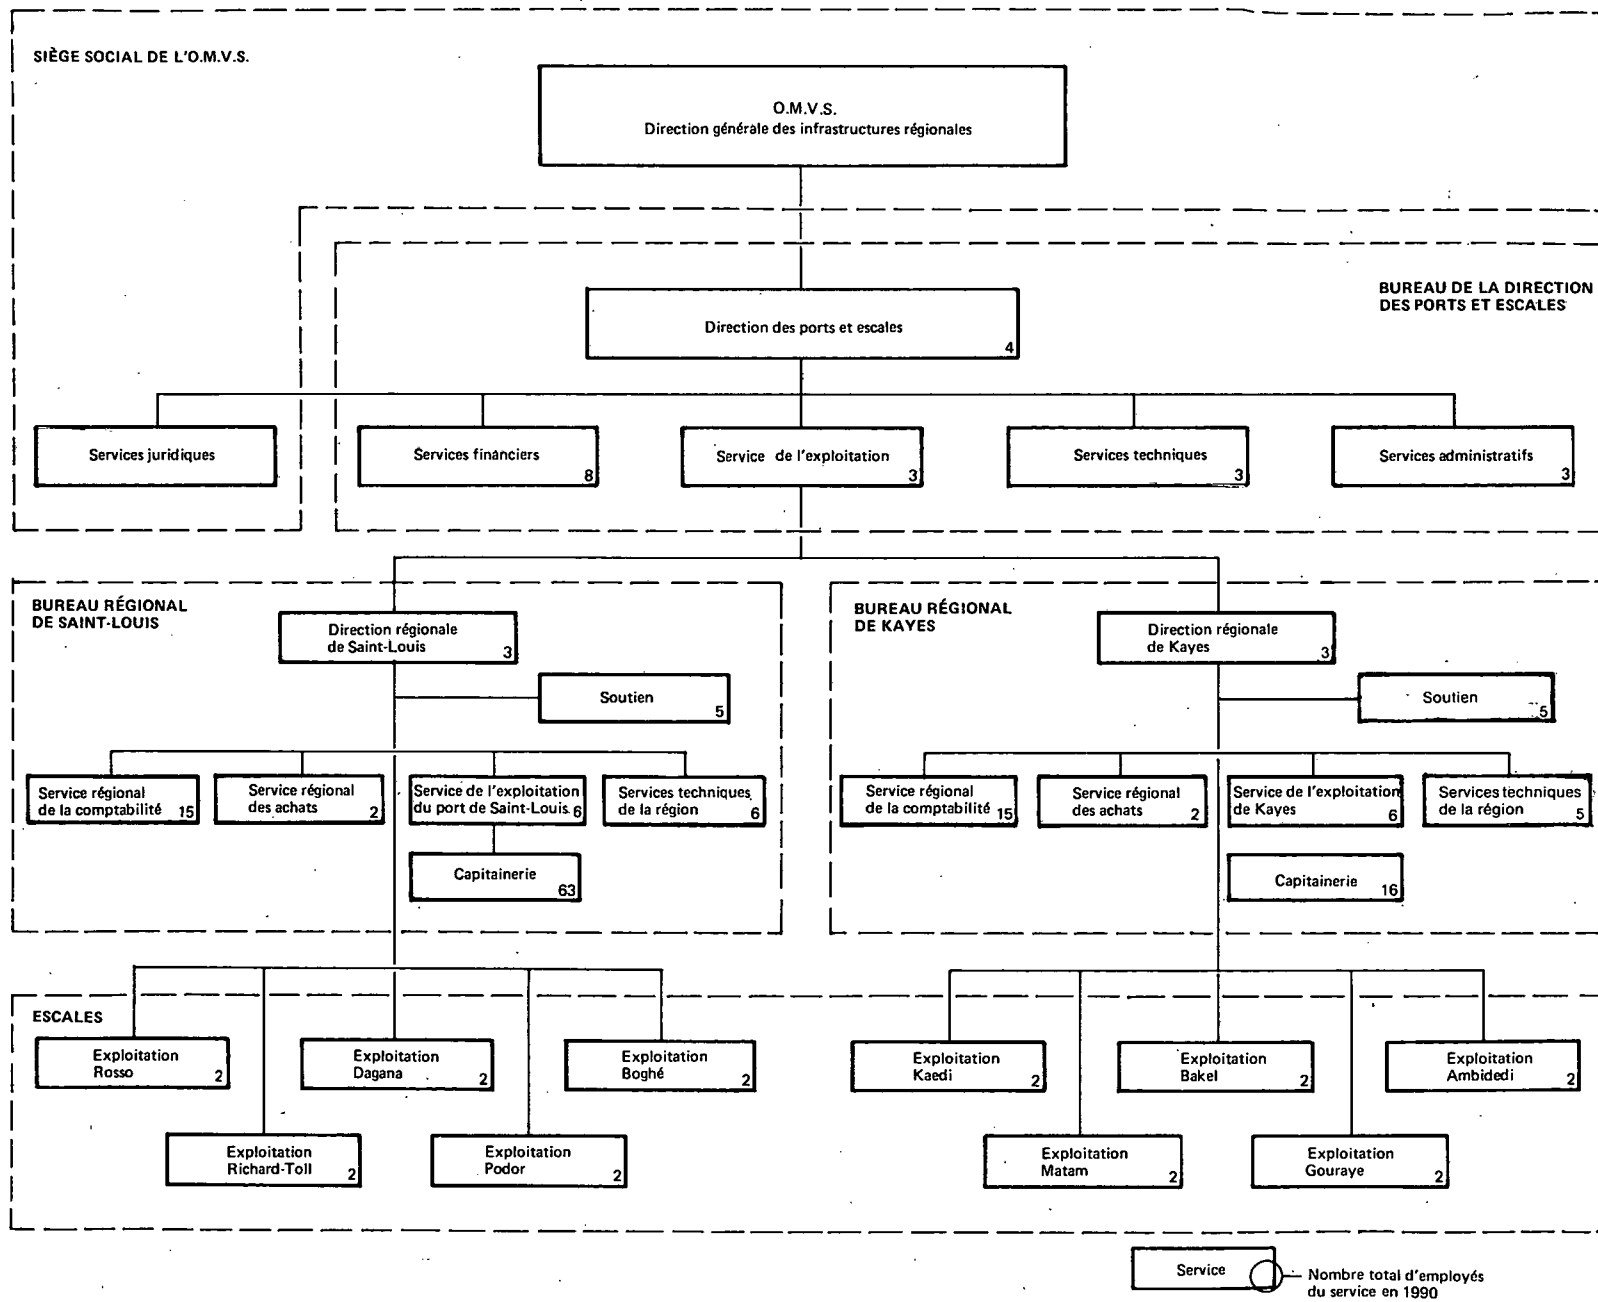 SIÈGE SOCIAL DE L'O.M.V.S.
O.M.V.S.
Direction générale des infrastructures régionales
BUREAU DE LA DIRECTION
DES PORTS ET ESCALES
Direction des ports et escales
4
Services juridiques
Services financiers
8
Service de l'exploitation
3
Services techniques
3
Services administratifs
3
BUREAU RÉGIONAL
DE SAINT-LOUIS
Direction régionale
de Saint-Louis
3
Soutien
5
Service régional
de la comptabilité 15
Service régional
des achats 2
Service de l'exploitation
du port de Saint-Louis 6
Services techniques
de la région 6
Capitainerie
63
BUREAU RÉGIONAL
DE KAYES
Direction régionale
de Kayes
3
Soutien
5
Service régional
de la comptabilité 15
Service régional
des achats 2
Service de l'exploitation
de Kayes 6
Services techniques
de la région 5
Capitainerie
16
ESCALES
Exploitation
Rosso 2
Exploitation
Dagana 2
Exploitation
Boghé 2
Exploitation
Kaedi 2
Exploitation
Bakel 2
Exploitation
Ambidedi 2
Exploitation
Richard-Toll 2
Exploitation
Podor 2
Exploitation
Matam 2
Exploitation
Gouraye 2
Service
Nombre total d'employés
du service en 1990